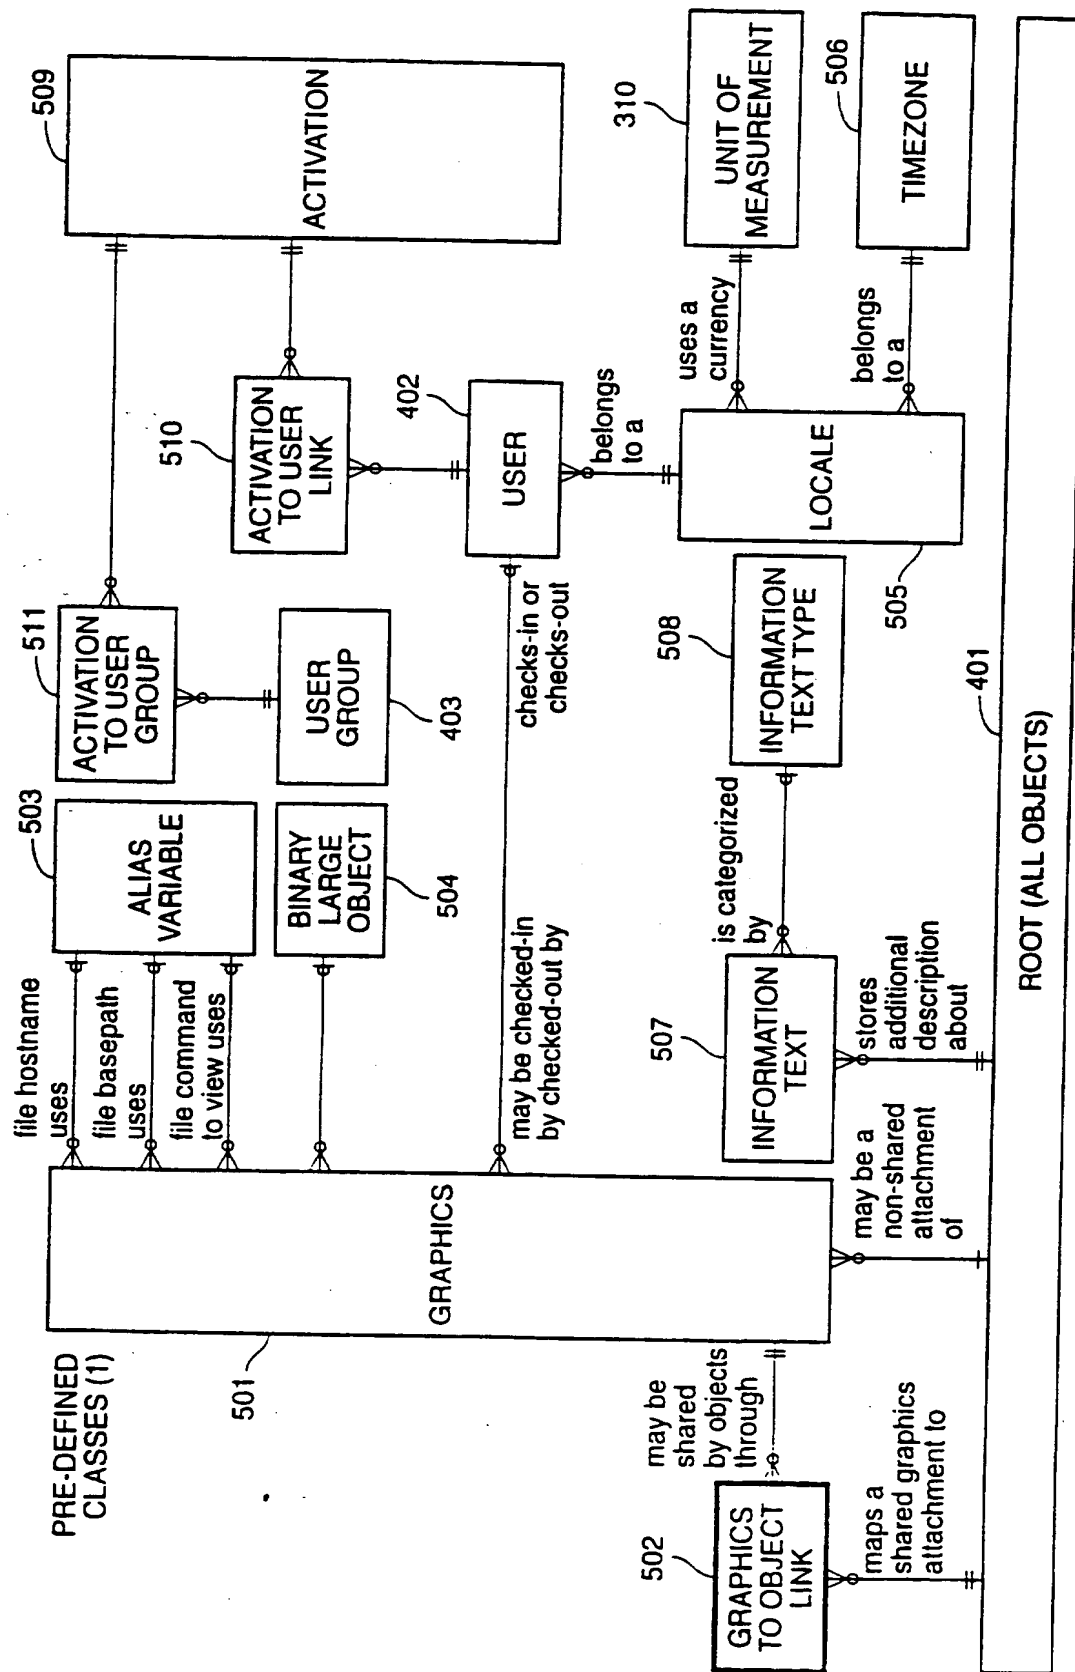 PRE-DEFINED
CLASSES (1)
501
GRAPHICS
file hostname
uses
file basepath
uses
file command
to view uses
503
ALIAS
VARIABLE
BINARY
LARGE
OBJECT
504
511
ACTIVATION
TO USER
GROUP
USER
GROUP
403
509
ACTIVATION
510
ACTIVATION
TO USER
LINK
402
USER
may be checked-in
by checked-out by
checks-in or
checks-out
belongs
to a
LOCALE
505
uses a
currency
310
UNIT OF
MEASUREMENT
belongs
to a
506
TIMEZONE
508
INFORMATION
TEXT TYPE
is categorized
by
507
INFORMATION
TEXT
stores
additional
description
about
may be a
non-shared
attachment
of
may be
shared
by objects
through
502
GRAPHICS
TO OBJECT
LINK
maps a
shared graphics
attachment to
401
ROOT (ALL OBJECTS)